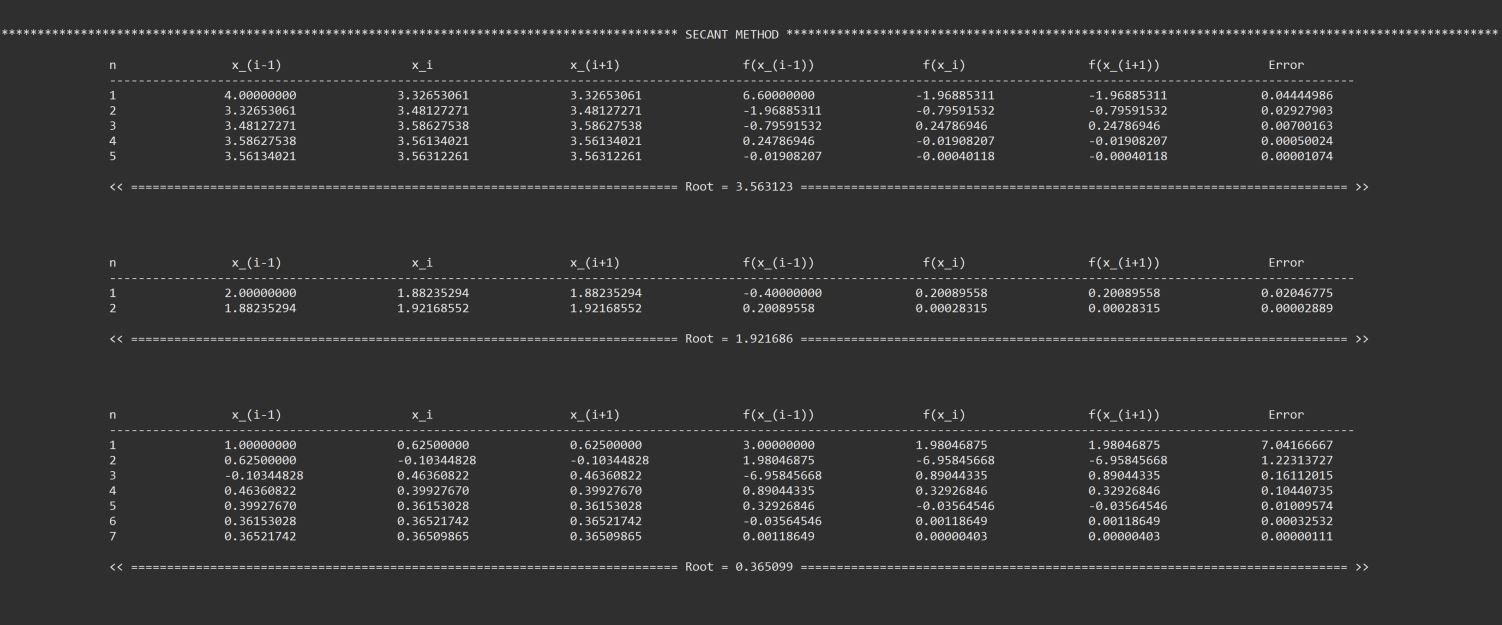 ****************************************************************************************** SECANT METHOD ******************************************************************************************
n x_(i-1) x_i x_(i+1) f(x_(i-1)) f(x_i) f(x_(i+1)) Error
-----------------------------------------------------------------------------------------------------------------------------------------------------------------
1 4.00000000 3.32653061 3.32653061 6.60000000 -1.96885311 -1.96885311 0.04444986
2 3.32653061 3.48127271 3.48127271 -1.96885311 -0.79591532 -0.79591532 0.02927903
3 3.48127271 3.58627538 3.58627538 -0.79591532 0.24786946 0.24786946 0.00700163
4 3.58627538 3.56134021 3.56134021 0.24786946 -0.01908207 -0.01908207 0.00050024
5 3.56134021 3.56312261 3.56312261 -0.01908207 -0.00040118 -0.00040118 0.00001074
<< ============================================================================ Root = 3.563123 ============================================================================ >>
n x_(i-1) x_i x_(i+1) f(x_(i-1)) f(x_i) f(x_(i+1)) Error
-----------------------------------------------------------------------------------------------------------------------------------------------------------------
1 2.00000000 1.88235294 1.88235294 -0.40000000 0.20089558 0.20089558 0.02046775
2 1.88235294 1.92168552 1.92168552 0.20089558 0.00028315 0.00028315 0.00002889
<< ============================================================================ Root = 1.921686 ============================================================================ >>
n x_(i-1) x_i x_(i+1) f(x_(i-1)) f(x_i) f(x_(i+1)) Error
-----------------------------------------------------------------------------------------------------------------------------------------------------------------
1 1.00000000 0.62500000 0.62500000 3.00000000 1.98046875 1.98046875 7.04166667
2 0.62500000 -0.10344828 -0.10344828 1.98046875 -6.95845668 -6.95845668 1.22313727
3 -0.10344828 0.46360822 0.46360822 -6.95845668 0.89044335 0.89044335 0.16112015
4 0.46360822 0.39927670 0.39927670 0.89044335 0.32926846 0.32926846 0.10440735
5 0.39927670 0.36153028 0.36153028 0.32926846 -0.03564546 -0.03564546 0.01009574
6 0.36153028 0.36521742 0.36521742 -0.03564546 0.00118649 0.00118649 0.00032532
7 0.36521742 0.36509865 0.36509865 0.00118649 0.00000403 0.00000403 0.00000111
<< ============================================================================ Root = 0.365099 ============================================================================ >>